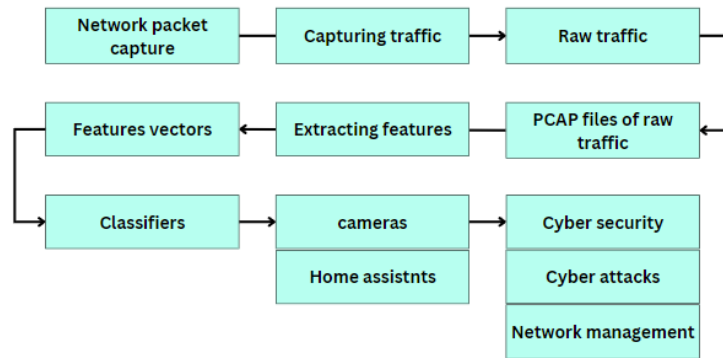 Network packet
capture
Capturing traffic
Raw traffic
Features vectors
Extracting features
PCAP files of raw
traffic
Classifiers
cameras
Cyber security
Home assistnts
Cyber attacks
Network management